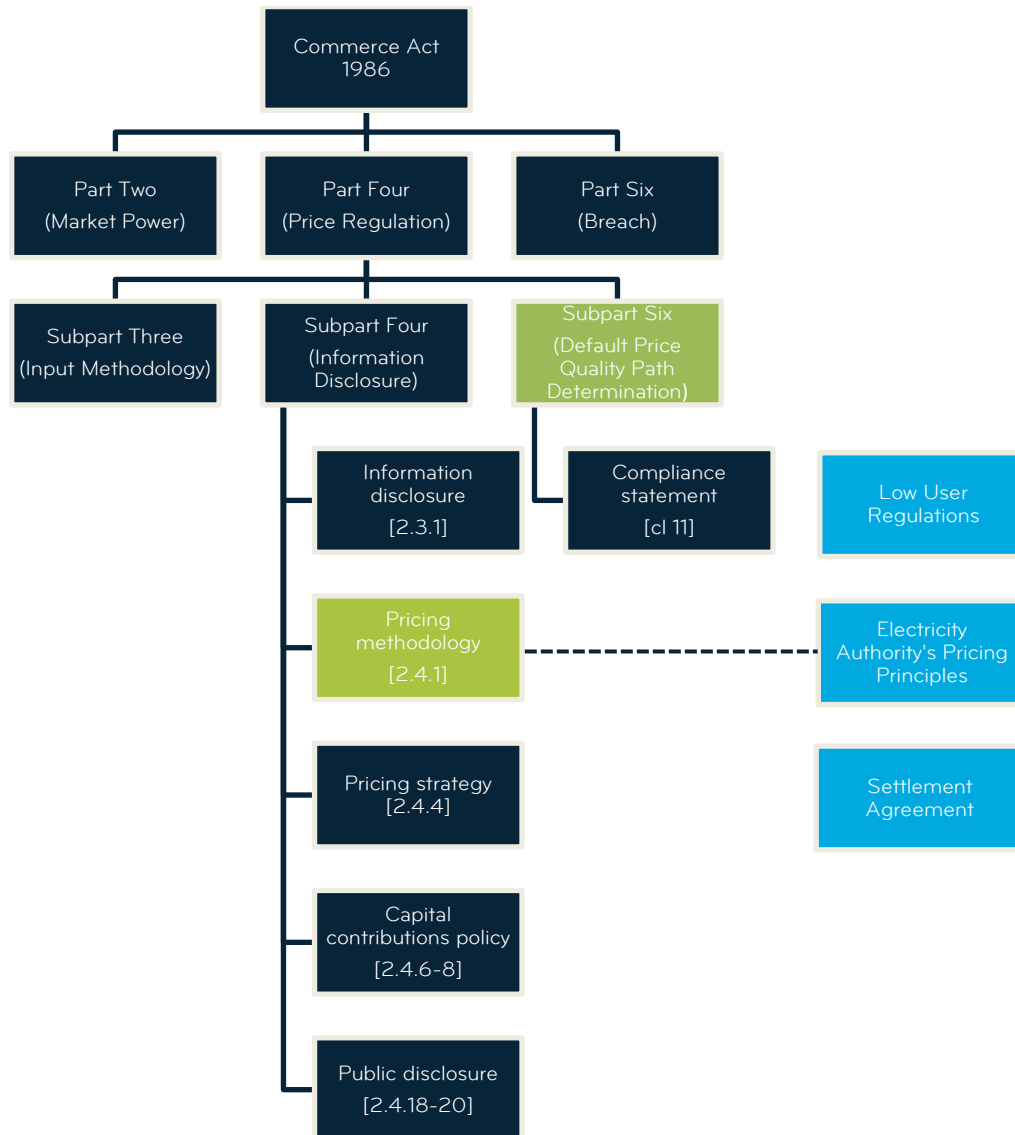 Commerce Act
1986
Part Two
(Market Power)
Part Four
(Price Regulation)
Part Six
(Breach)
Subpart Three
(Input Methodology)
Subpart Four
(Information
Disclosure)
Subpart Six
(Default Price
Quality Path
Determination)
Information
disclosure
[2.3.1]
Compliance
statement
[cl 11]
Low User
Regulations
Pricing
methodology
[2.4.1]
Electricity
Authority's Pricing
Principles
Pricing strategy
[2.4.4]
Settlement
Agreement
Capital
contributions policy
[2.4.6-8]
Public disclosure
[2.4.18-20]